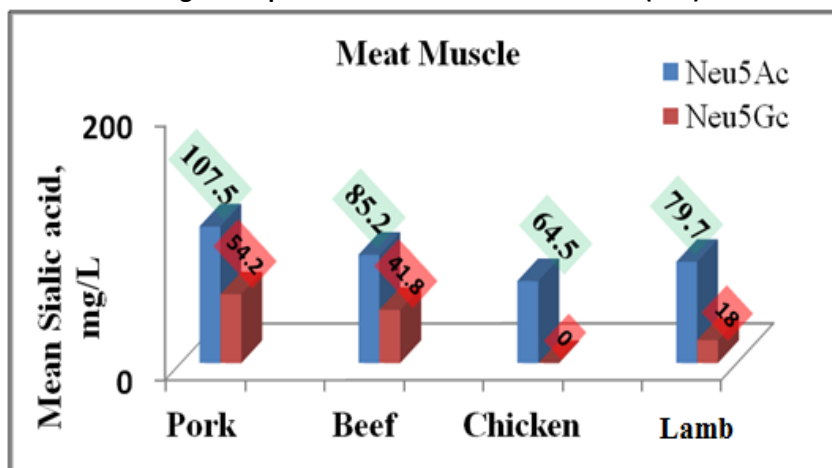 Meat Muscle
Neu5Ac
Neu5Gc
Mean Sialic acid,
mg/L
200
0
107.5
54.2
85.2
41.8
64.5
0
79.7
18
Pork
Beef
Chicken
Lamb